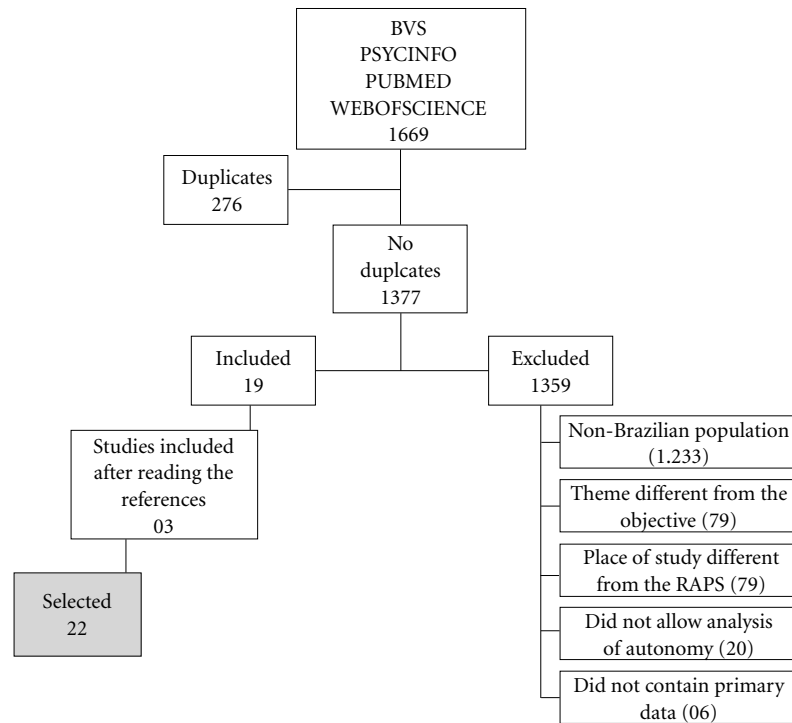 BVS
PSYCINFO
PUBMED
WEBOFSCIENCE
1669
Duplicates
276
No
duplcates
1377
Included
19
Excluded
1359
Studies included
after reading the
references
03
Selected
22
Non-Brazilian population
(1.233)
Theme different from the
objective (79)
Place of study different
from the RAPS (79)
Did not allow analysis
of autonomy (20)
Did not contain primary
data (06)